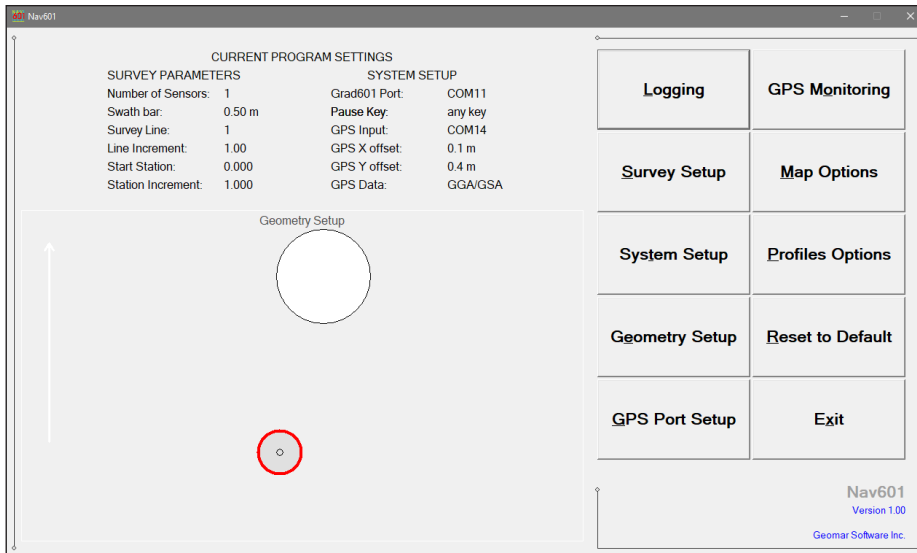 Nav601
CURRENT PROGRAM SETTINGS
SURVEY PARAMETERS SYSTEM SETUP
Number of Sensors: 1 Grad601 Port: COM11
Swath bar: 0.50 m Pause Key: any key
Survey Line: 1 GPS Input: COM14
Line Increment: 1.00 GPS X offset: 0.1 m
Start Station: 0.000 GPS Y offset: 0.4 m
Station Increment: 1.000 GPS Data: GGA/GSA
Geometry Setup
Logging GPS Monitoring
Survey Setup Map Options
System Setup Profiles Options
Geometry Setup Reset to Default
GPS Port Setup Exit
Nav601
Version 1.00
Geomar Software Inc.